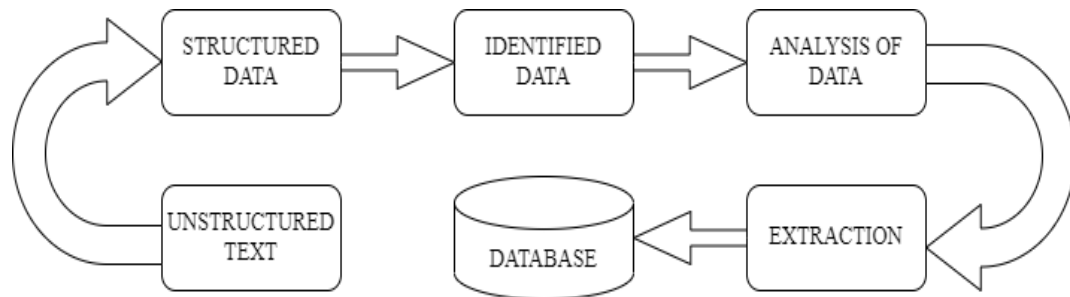 STRUCTURED
DATA
IDENTIFIED
DATA
ANALYSIS OF
DATA
UNSTRUCTURED
TEXT
DATABASE
EXTRACTION